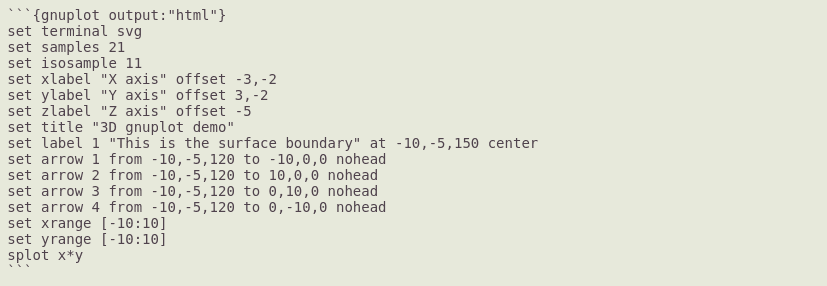 ```{gnuplot output:"html"}
set terminal svg
set samples 21
set isosample 11
set xlabel "X axis" offset -3,-2
set ylabel "Y axis" offset 3,-2
set zlabel "Z axis" offset -5
set title "3D gnuplot demo"
set label 1 "This is the surface boundary" at -10,-5,150 center
set arrow 1 from -10,-5,120 to -10,0,0 nohead
set arrow 2 from -10,-5,120 to 10,0,0 nohead
set arrow 3 from -10,-5,120 to 0,10,0 nohead
set arrow 4 from -10,-5,120 to 0,-10,0 nohead
set xrange [-10:10]
set yrange [-10:10]
splot x*y
```